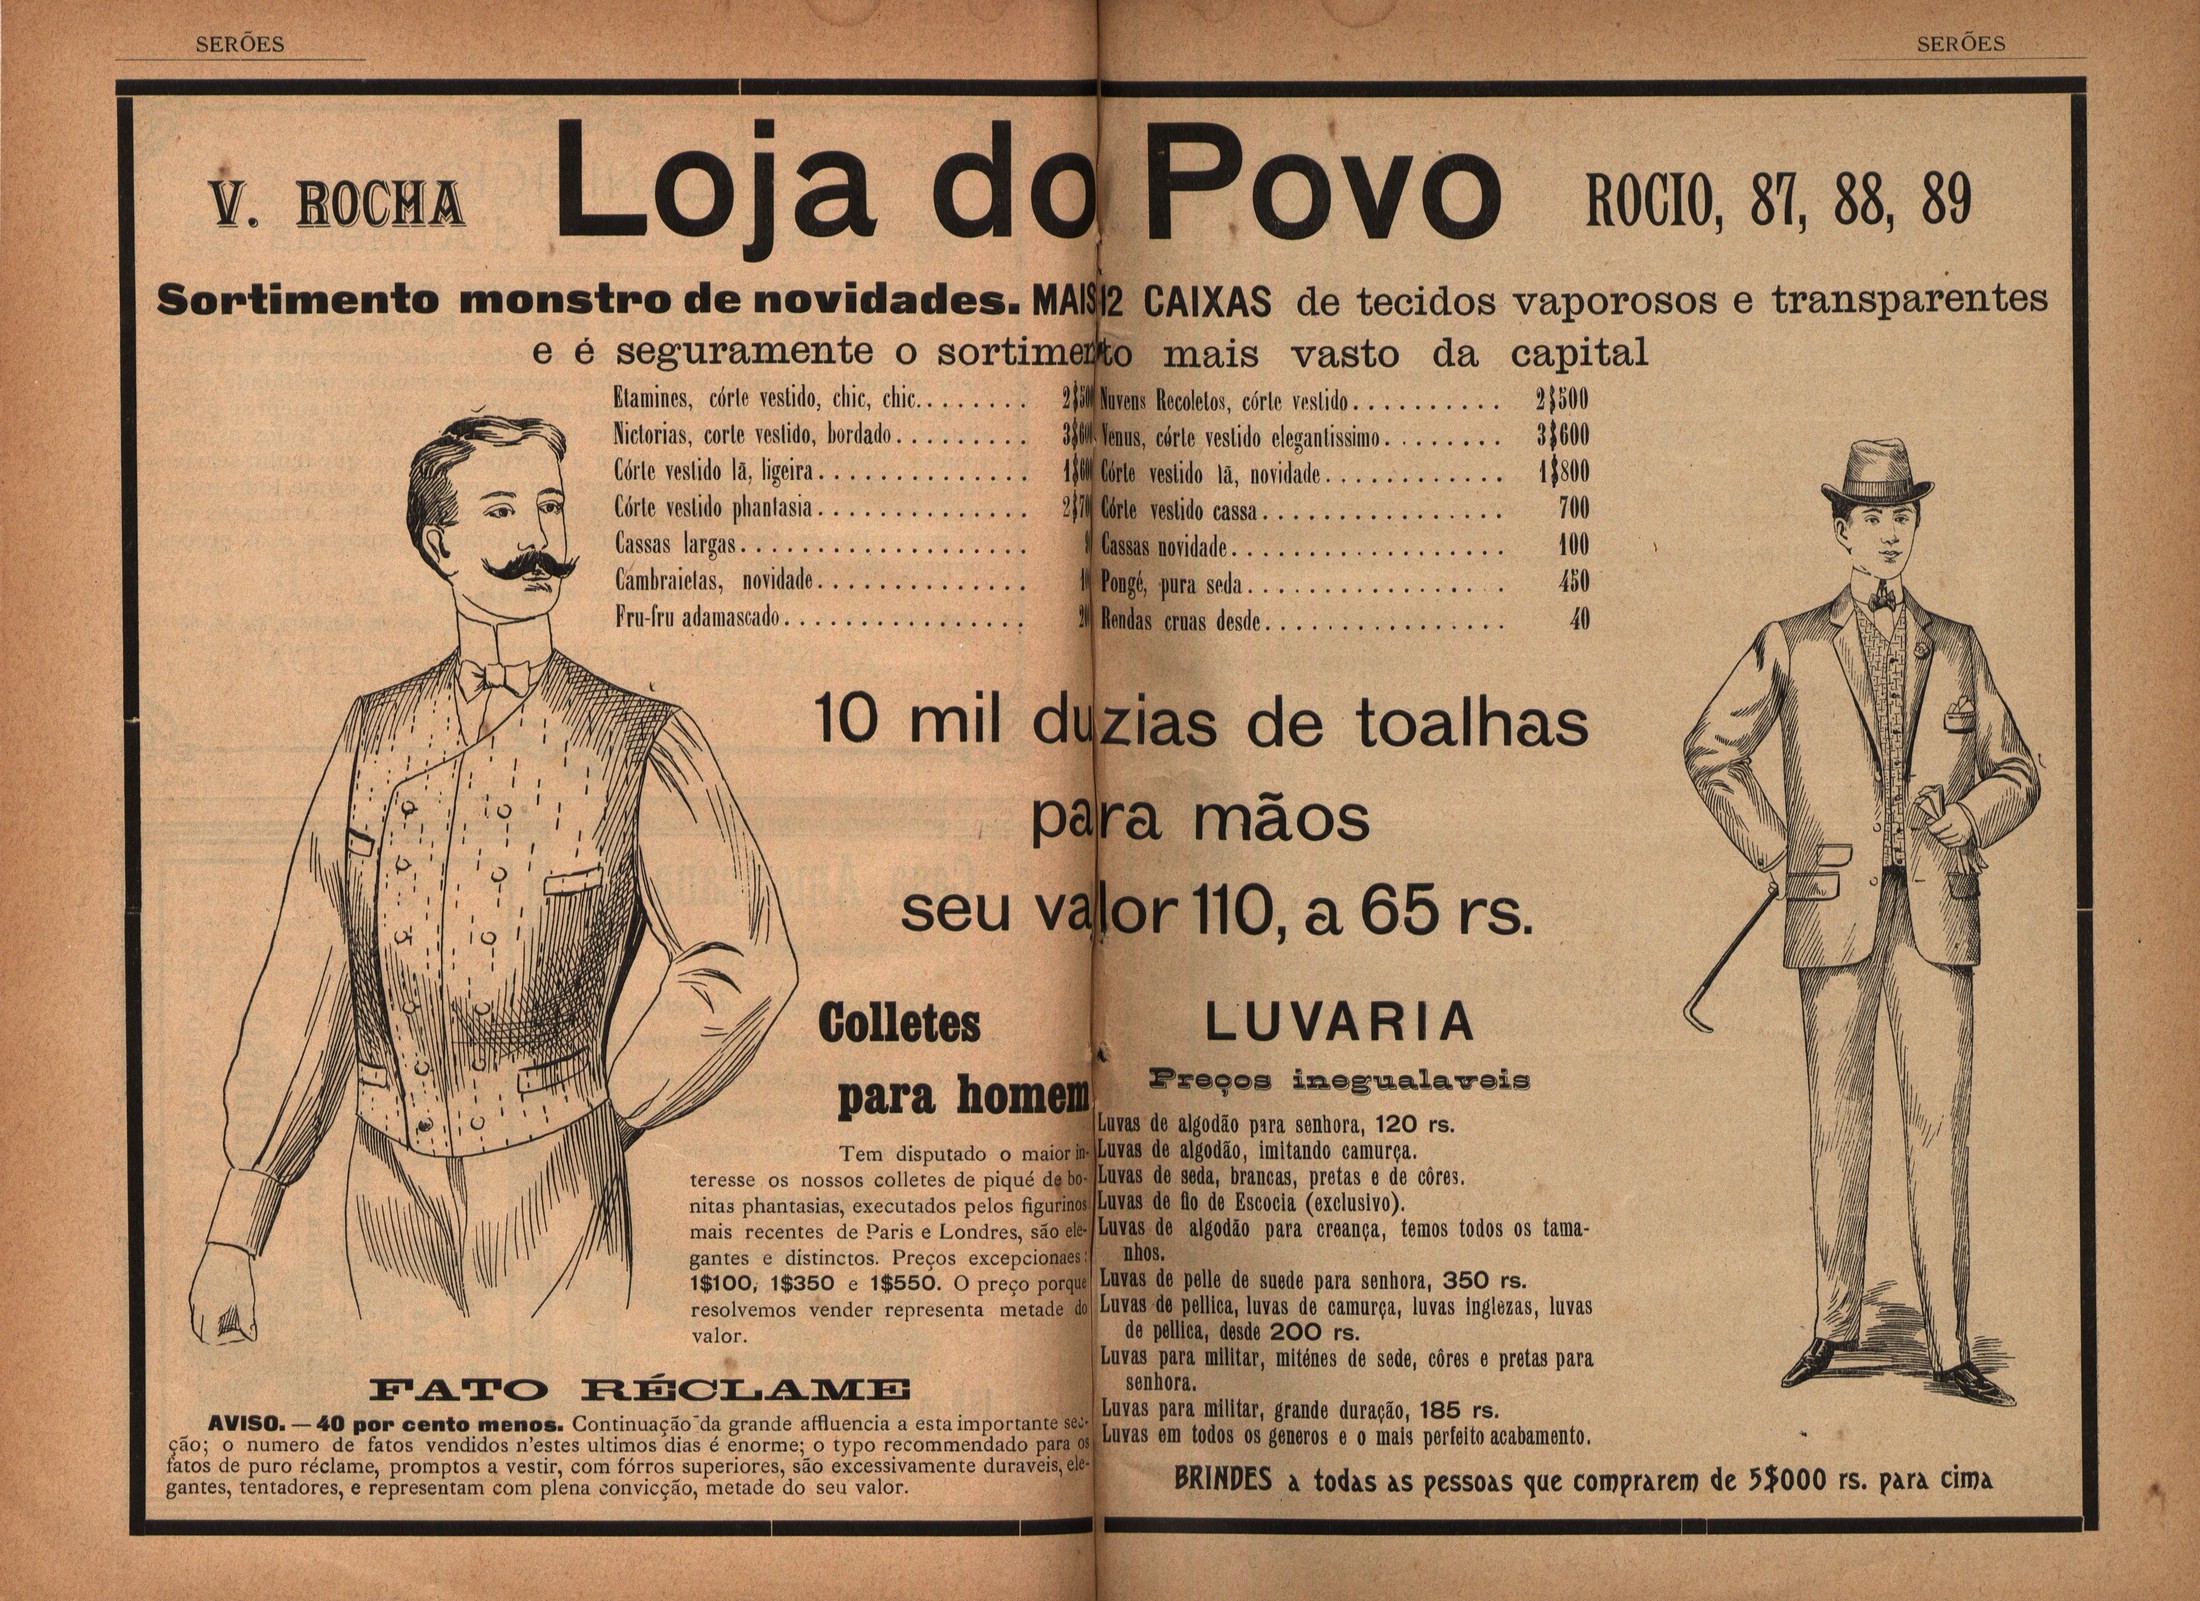 SERÕES
SERÕES
V. ROCHA Loja do Povo ROCIO, 87, 88, 89
Sortimento monstro de novidades. MAIS 12 CAIXAS de tecidos vaporosos e transparentes
e é seguramente o sortimento mais vasto da capital
Etamines, córte vestido, chic, chic........
Nictorias, corte vestido, bordado.........
Córte vestido lã, ligeira..............
Córte vestido phantasia..............
Cassas largas...................
Cambraietas, novidade..............
Fru-fru adamascado................
Nuvens Recoletos, córte vestido.......... 2$500
Venus, córte vestido elegantissimo........ 3$600
Córte vestido lã, novidade............ 1$800
Córte vestido cassa................ 700
Cassas novidade.................. 100
Pongé, pura seda................. 450
Rendas cruas desde................ 40
10 mil duzias de toalhas
para mãos
seu valor 110, a 65 rs.
Colletes
para homem
Tem disputado o maior in-
teresse os nossos colletes de piqué de bo-
nitas phantasias, executados pelos figurinos
mais recentes de Paris e Londres, são ele-
gantes e distinctos. Preços excepcionaes:
1$100, 1$350 e 1$550. O preço porque
resolvemos vender representa metade do
valor.
FATO RÉCLAME
AVISO. — 40 por cento menos. Continuação da grande affluencia a esta importante sec-
ção; o numero de fatos vendidos n'estes ultimos dias é enorme; o typo recommendado para os
fatos de puro réclame, promptos a vestir, com fórros superiores, são excessivamente duraveis, ele-
gantes, tentadores, e representam com plena convicção, metade do seu valor.
LUVARIA
Preços inegualaveis
Luvas de algodão para senhora, 120 rs.
Luvas de algodão, imitando camurça.
Luvas de seda, brancas, pretas e de côres.
Luvas de fio de Escocia (exclusivo).
Luvas de algodão para creança, temos todos os tama-
nhos.
Luvas de pelle de suede para senhora, 350 rs.
Luvas de pellica, luvas de camurça, luvas inglezas, luvas
de pellica, desde 200 rs.
Luvas para militar, miténes de sede, côres e pretas para
senhora.
Luvas para militar, grande duração, 185 rs.
Luvas em todos os generos e o mais perfeito acabamento.
BRINDES a todas as pessoas que comprarem de 5$000 rs. para cima